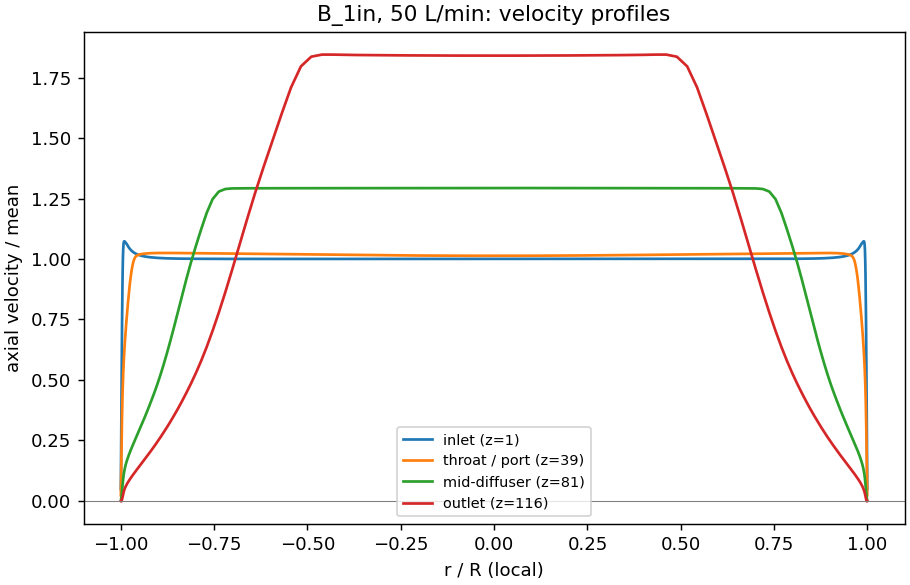 B_1in, 50 L/min: velocity profiles
axial velocity / mean
1.75
1.50
1.25
1.00
0.75
0.50
0.25
0.00
inlet (z=1)
throat / port (z=39)
mid-diffuser (z=81)
outlet (z=116)
−1.00 −0.75 −0.50 −0.25 0.00 0.25 0.50 0.75 1.00
r / R (local)